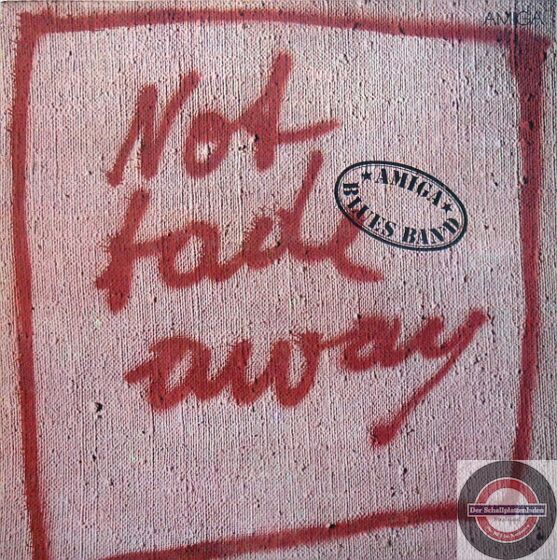 AMIGA
Not
fade
away
★ AMIGA ★
BLUES BAND
Der Schallplattenladen